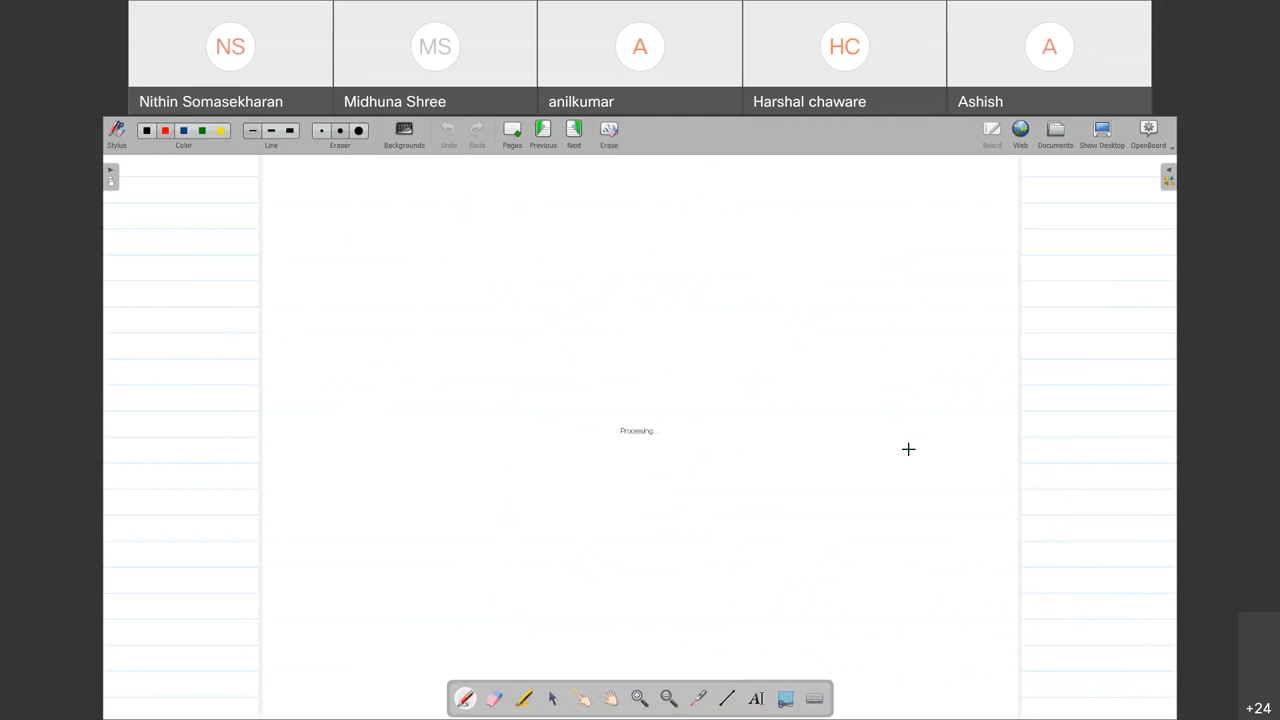 NS MS A HC A
Nithin Somasekharan Midhuna Shree anilkumar Harshal chaware Ashish
Stylus Color Line Eraser Backgrounds Undo Redo Pages Previous Next Erase Board Web Documents Show Desktop OpenBoard
Processing...
AI
+24